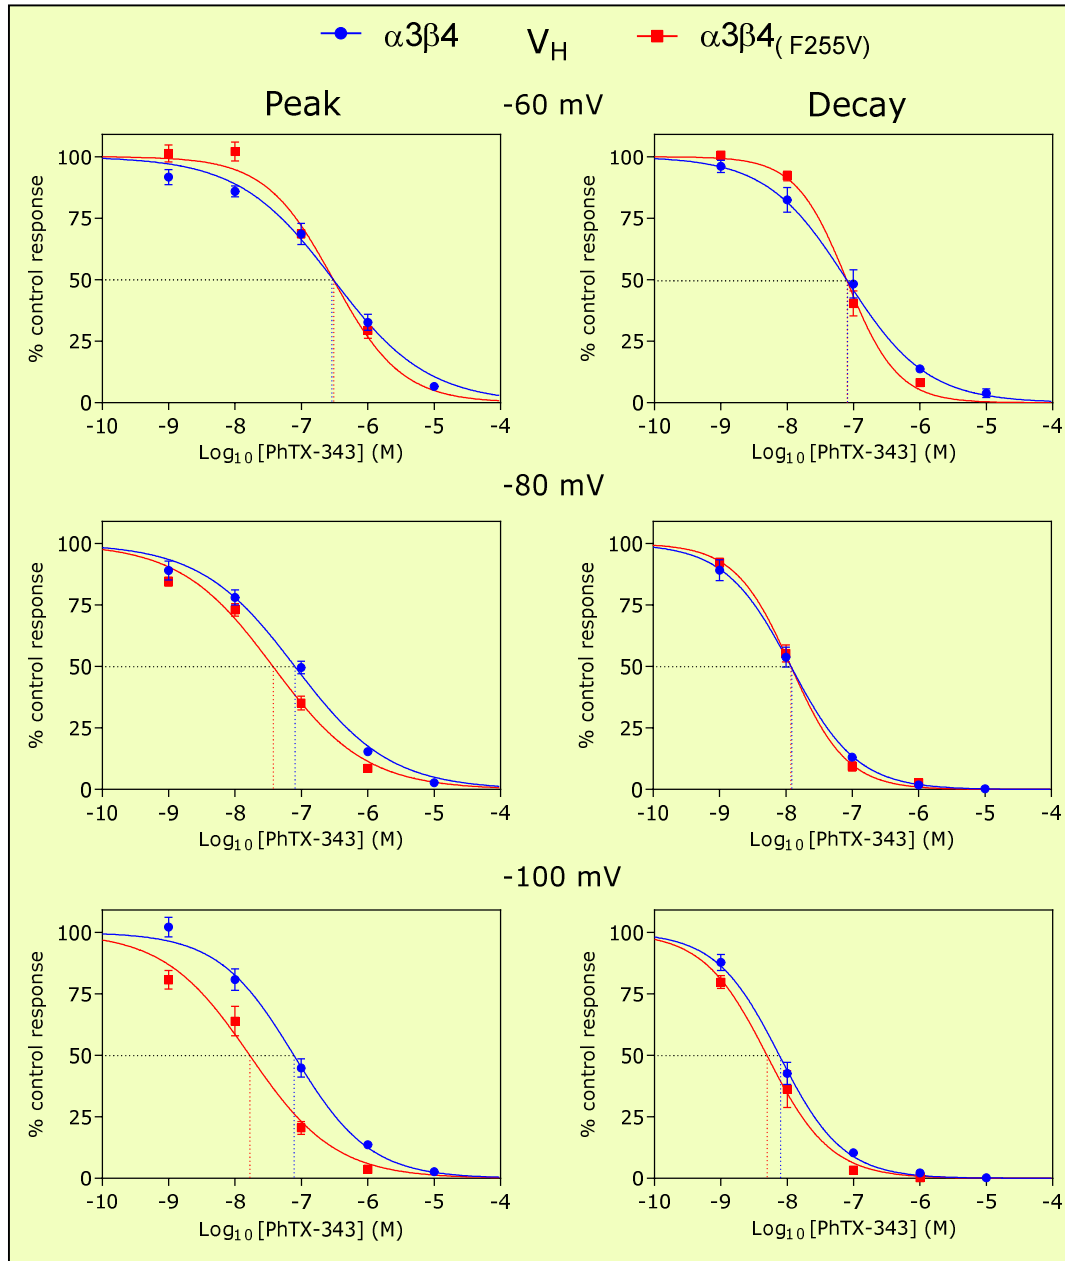 α3β4 V_H α3β4_( F255V)
-60 mV
Peak Decay
% control response
100
75
50
25
0
-10 -9 -8 -7 -6 -5 -4
Log₁₀[PhTX-343] (M)
% control response
100
75
50
25
0
-10 -9 -8 -7 -6 -5 -4
Log₁₀[PhTX-343] (M)
-80 mV
% control response
100
75
50
25
0
-10 -9 -8 -7 -6 -5 -4
Log₁₀[PhTX-343] (M)
% control response
100
75
50
25
0
-10 -9 -8 -7 -6 -5 -4
Log₁₀[PhTX-343] (M)
-100 mV
% control response
100
75
50
25
0
-10 -9 -8 -7 -6 -5 -4
Log₁₀[PhTX-343] (M)
% control response
100
75
50
25
0
-10 -9 -8 -7 -6 -5 -4
Log₁₀[PhTX-343] (M)